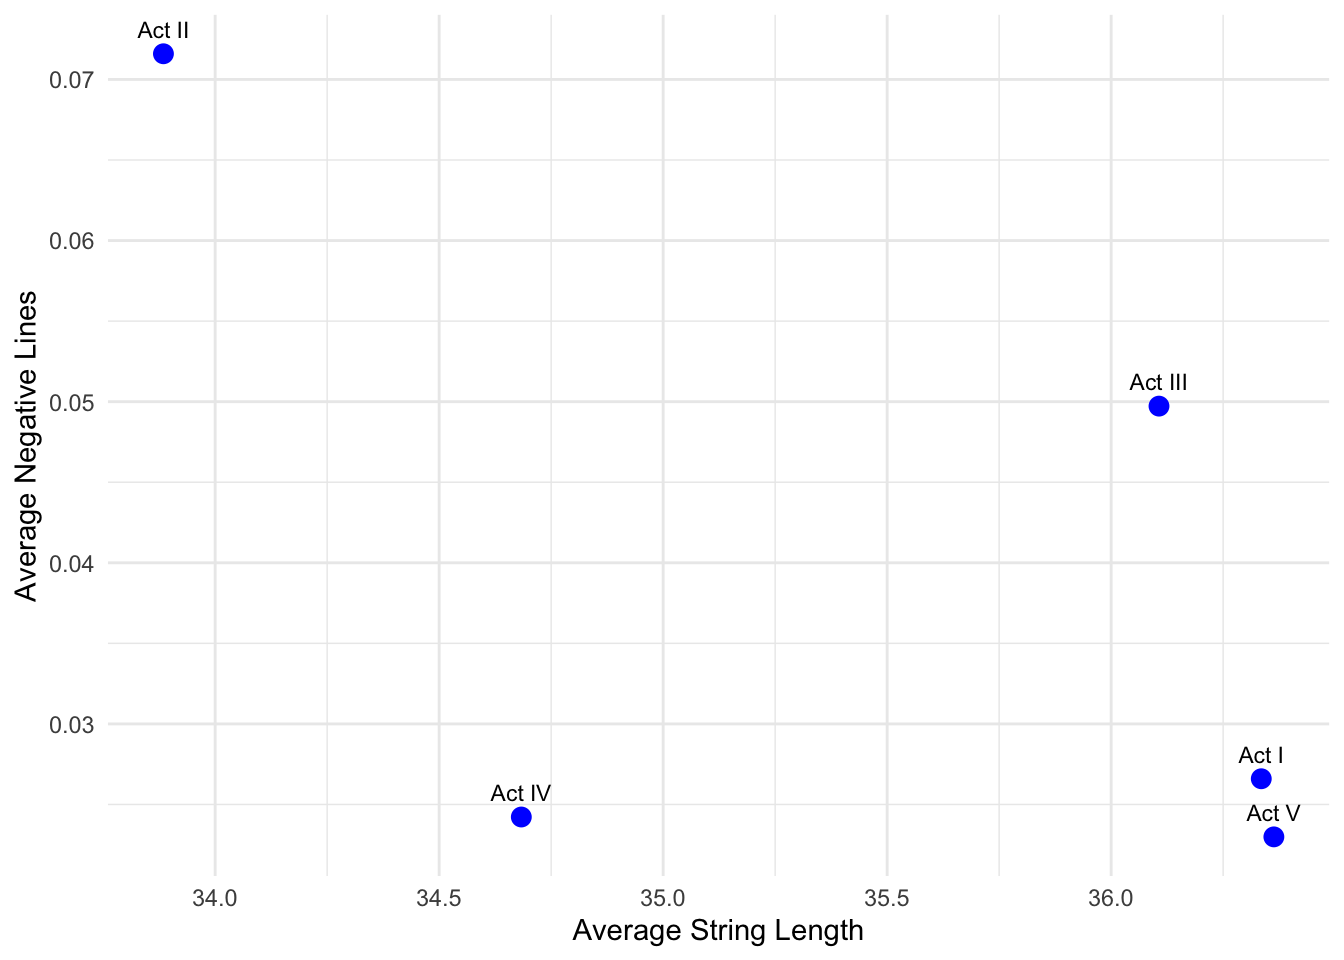 Act II
0.07
0.06
0.05
Act III
0.04
0.03
Act I
Act IV
Act V
34.0 34.5 35.0 35.5 36.0
Average String Length
Average Negative Lines